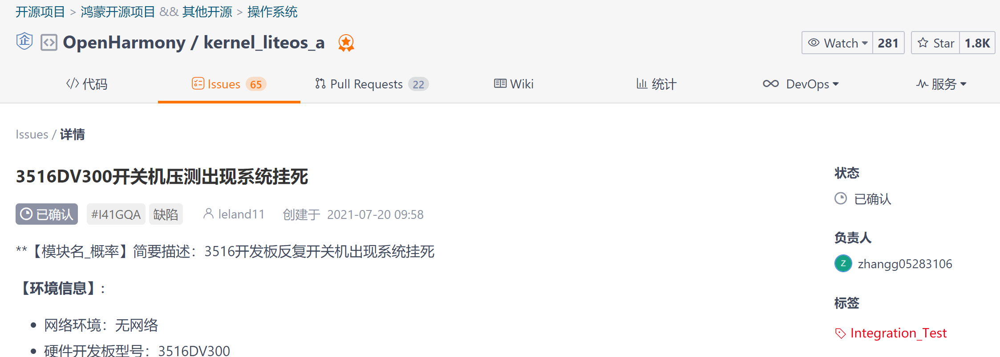 开源项目 > 鸿蒙开源项目 && 其他开源 > 操作系统
企 OpenHarmony / kernel_liteos_a Watch 281 Star 1.8K
代码 Issues 65 Pull Requests 22 Wiki 统计 DevOps 服务
Issues / 详情
3516DV300开关机压测出现系统挂死
已确认 #I41GQA 缺陷 leland11 创建于 2021-07-20 09:58
**【模块名_概率】简要描述：3516开发板反复开关机出现系统挂死
【环境信息】:
网络环境：无网络
硬件开发板型号：3516DV300
状态
已确认
负责人
Z zhangg05283106
标签
Integration_Test